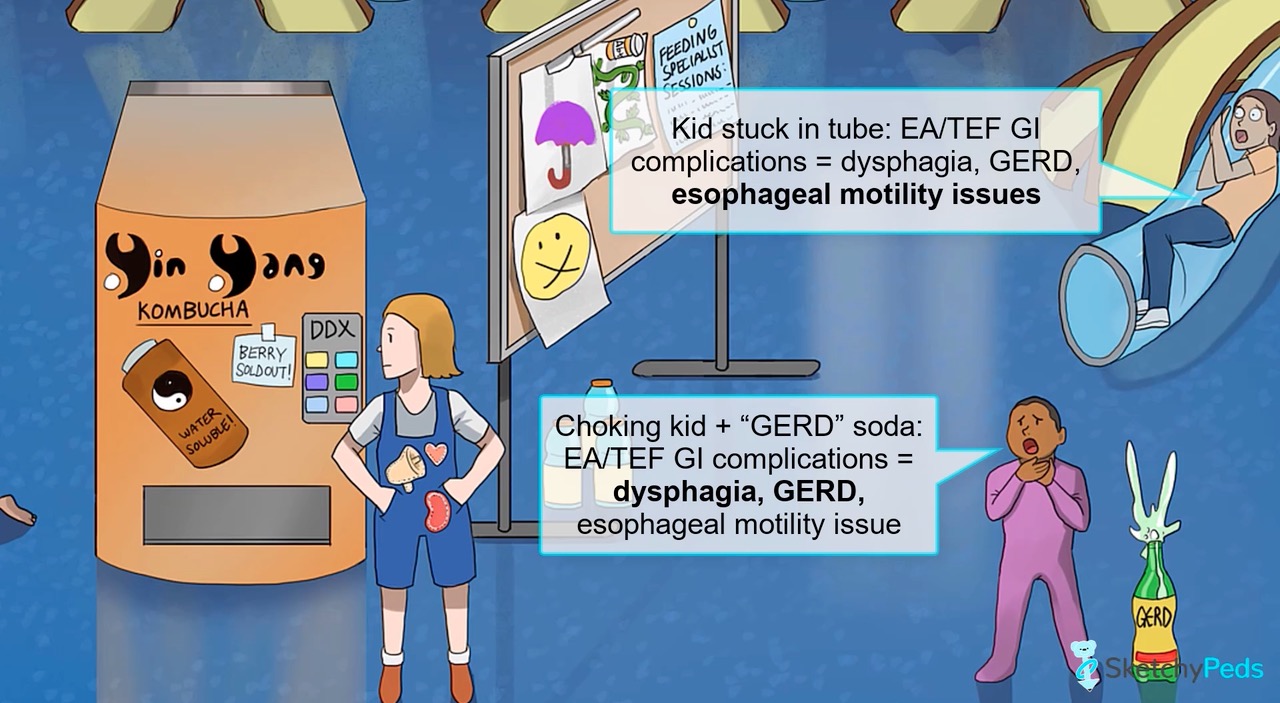 Yin Yang
KOMBUCHA
BERRY
SOLDOUT!
DDX
WATER
SOLUBLE!
FEEDING
SPECIALIST
SESSIONS:
Kid stuck in tube: EA/TEF GI
complications = dysphagia, GERD,
esophageal motility issues
Choking kid + “GERD” soda:
EA/TEF GI complications =
dysphagia, GERD,
esophageal motility issue
GERD
SketchyPeds